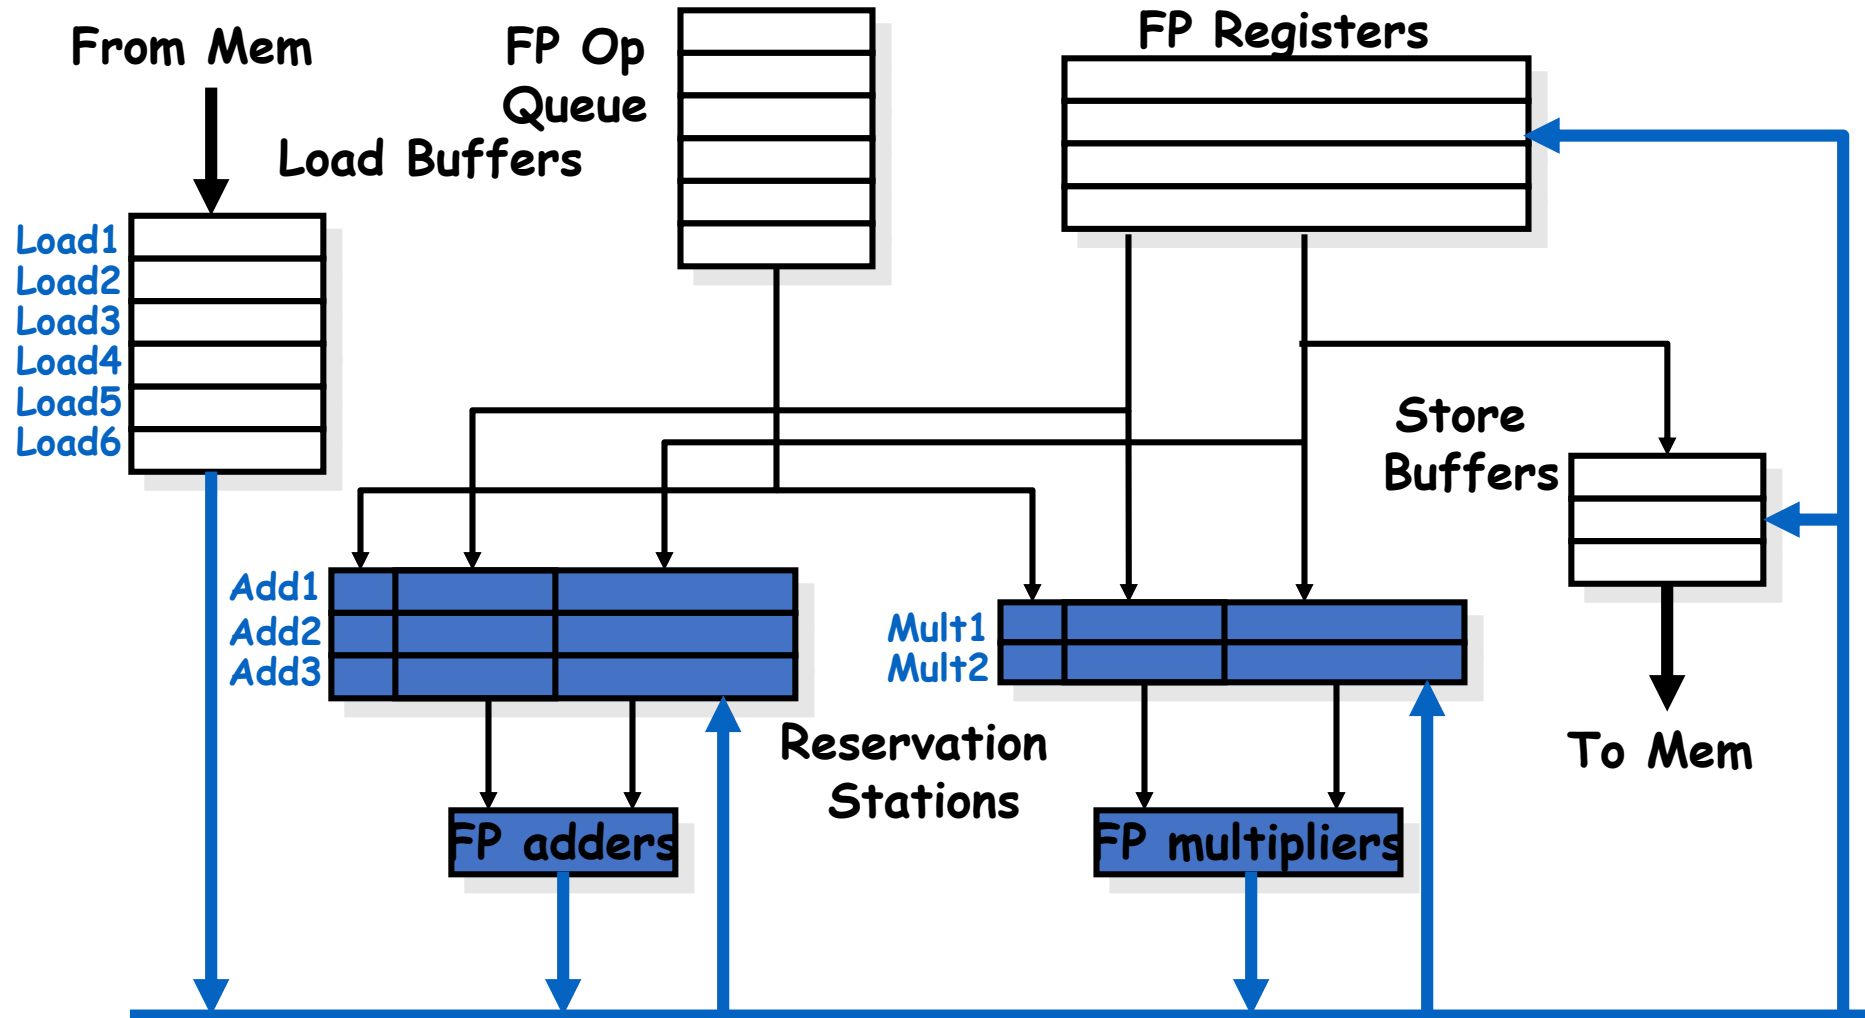 From Mem
FP Op
Queue
FP Registers
Load Buffers
Load1
Load2
Load3
Load4
Load5
Load6
Store
Buffers
Add1
Add2
Add3
Mult1
Mult2
Reservation
Stations
To Mem
FP adders
FP multipliers